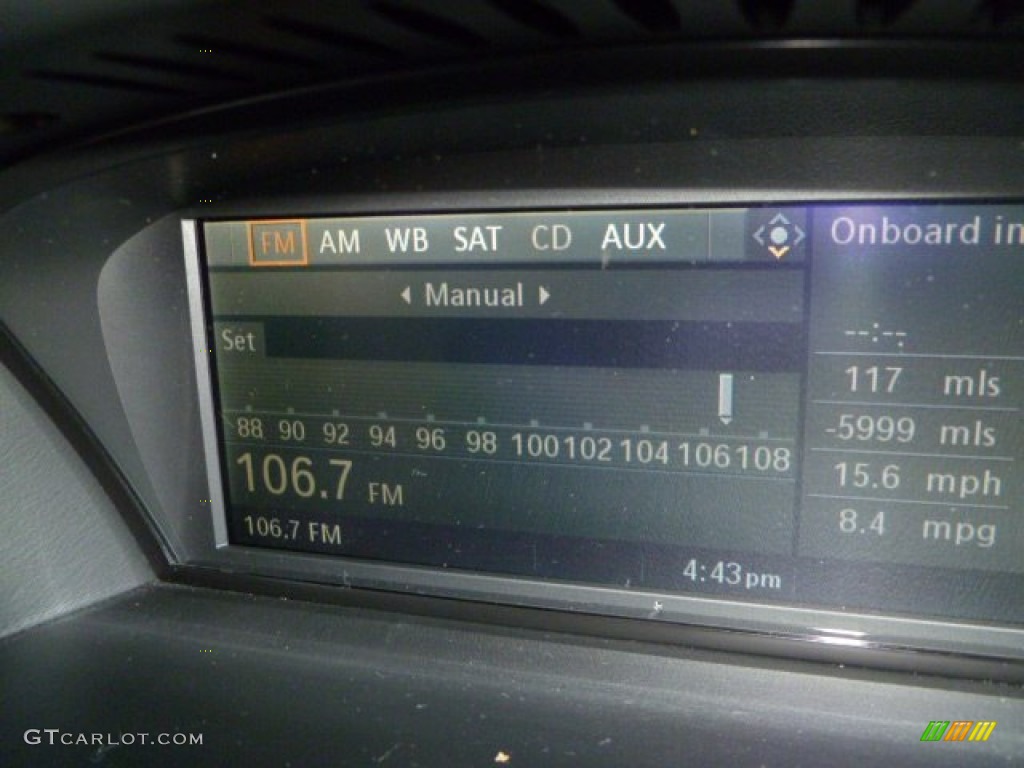 FM AM WB SAT CD AUX
Onboard in
Manual
Set
--:--
117 mls
-5999 mls
15.6 mph
8.4 mpg
88 90 92 94 96 98 100 102 104 106 108
106.7 FM
106.7 FM
4:43pm
GTCARLOT.COM